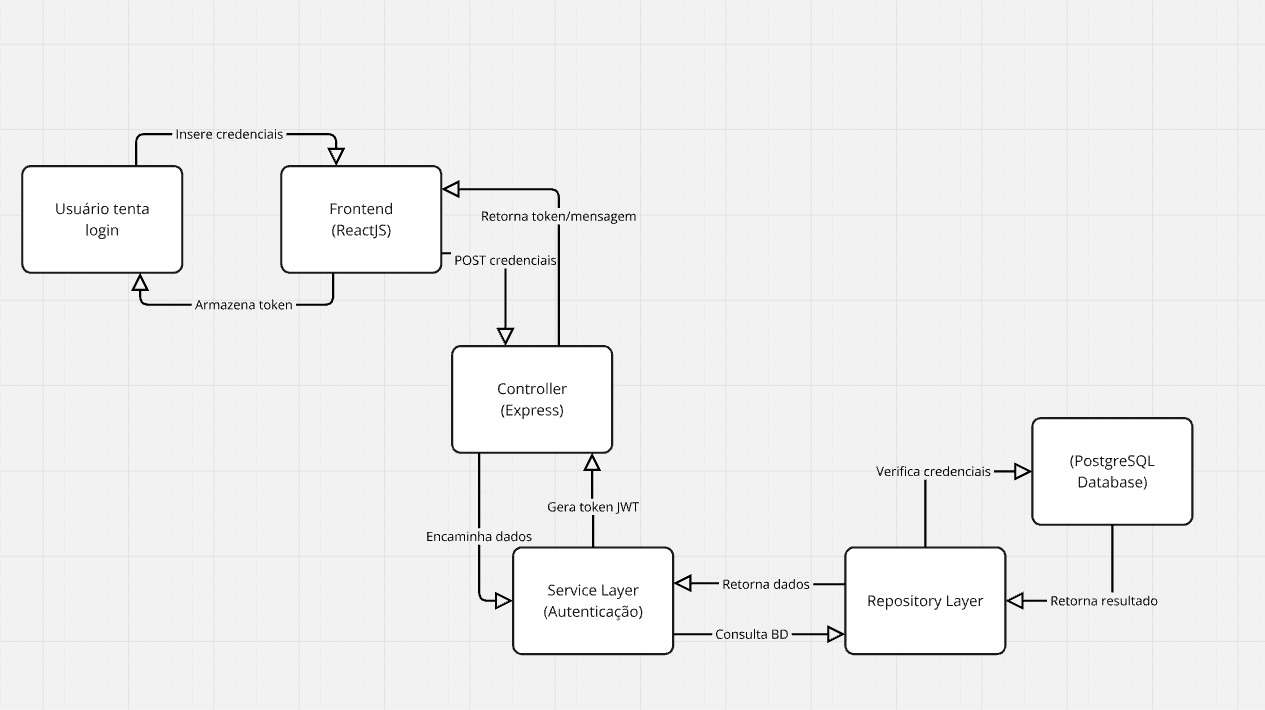 Insere credenciais
Usuário tenta
login
Frontend
(ReactJS)
Retorna token/mensagem
POST credenciais
Armazena token
Controller
(Express)
Verifica credenciais
(PostgreSQL
Database)
Gera token JWT
Encaminha dados
Service Layer
(Autenticação)
Retorna dados
Consulta BD
Repository Layer
Retorna resultado